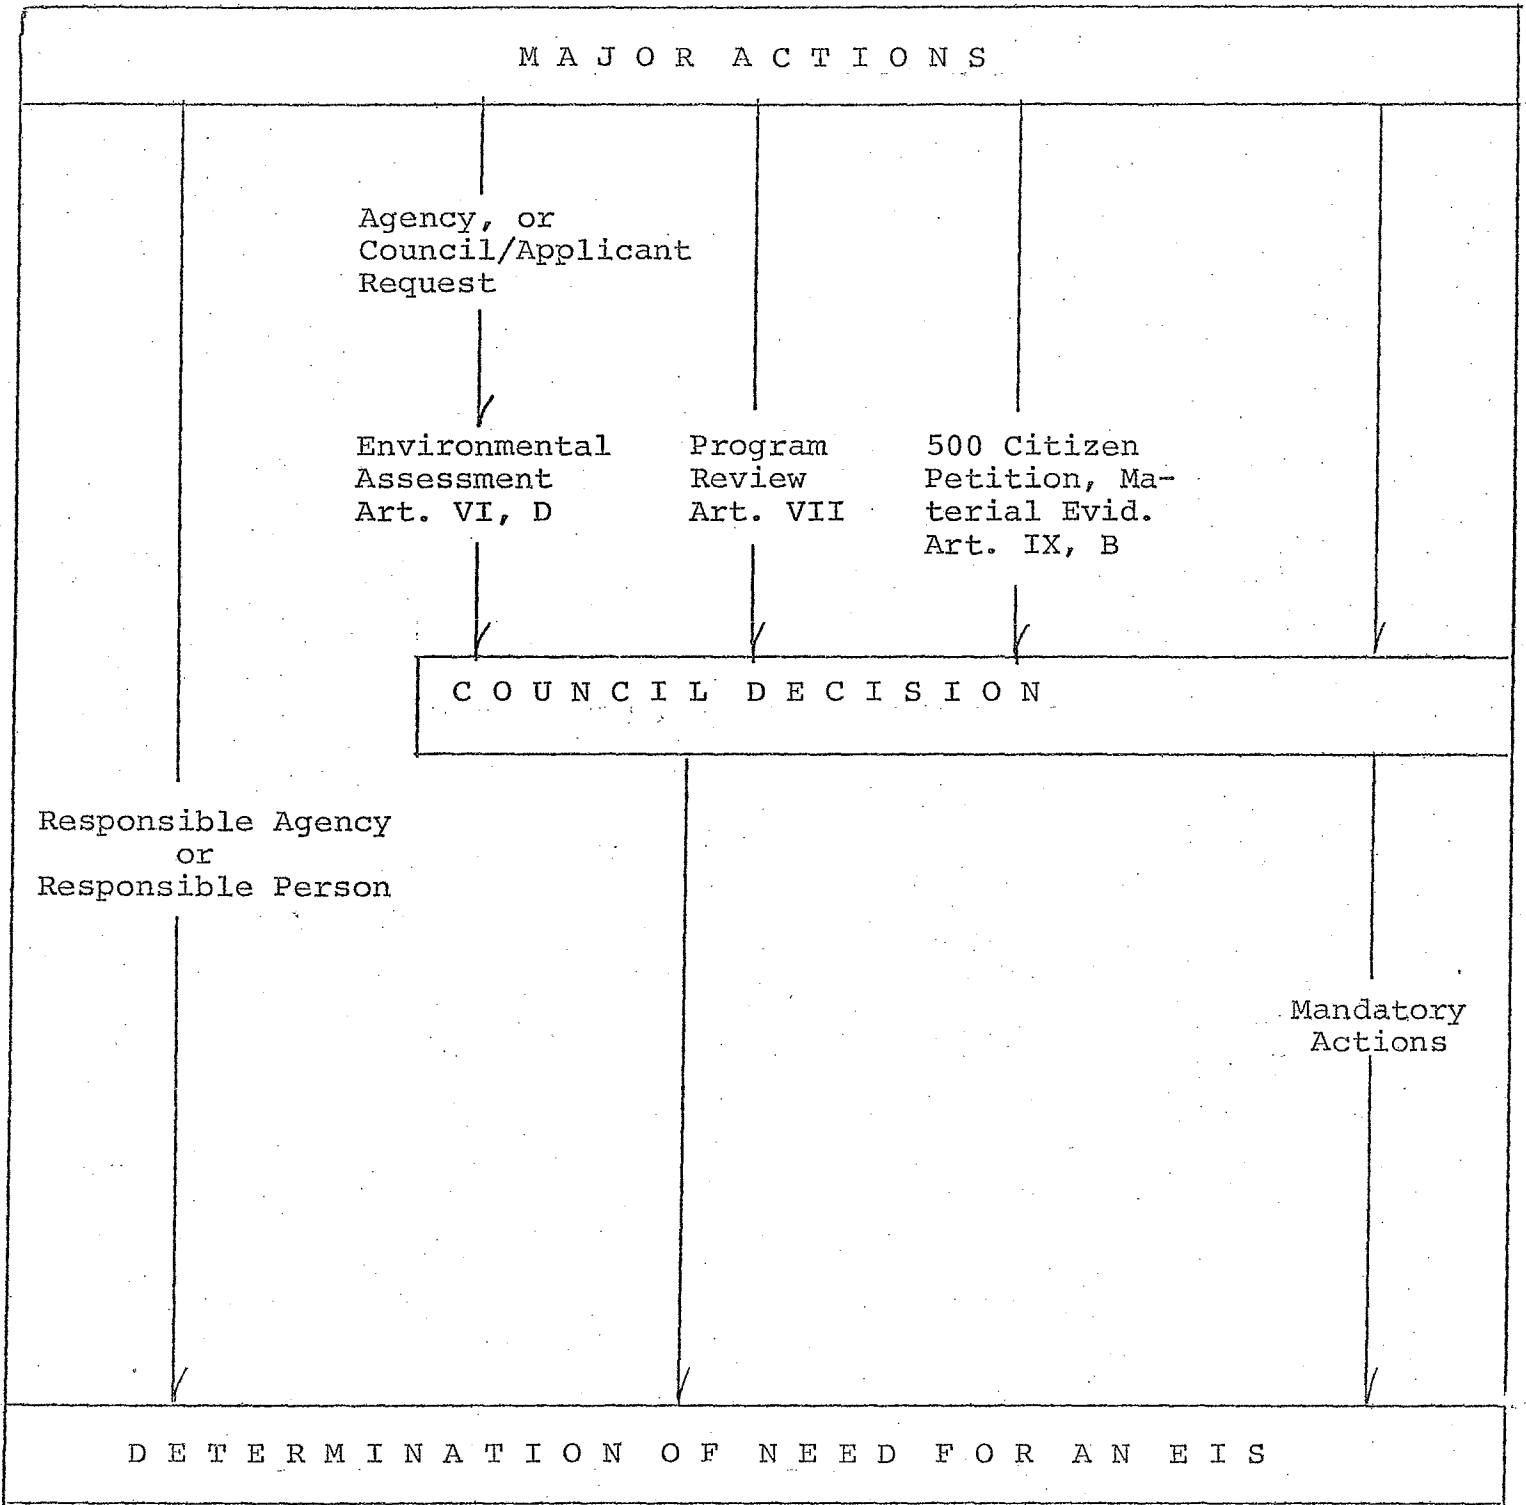 MAJOR ACTIONS
Agency, or
Council/Applicant
Request
Environmental
Assessment
Art. VI, D
Program
Review
Art. VII
500 Citizen
Petition, Ma-
terial Evid.
Art. IX, B
COUNCIL DECISION
Responsible Agency
or
Responsible Person
Mandatory
Actions
DETERMINATION OF NEED FOR AN EIS